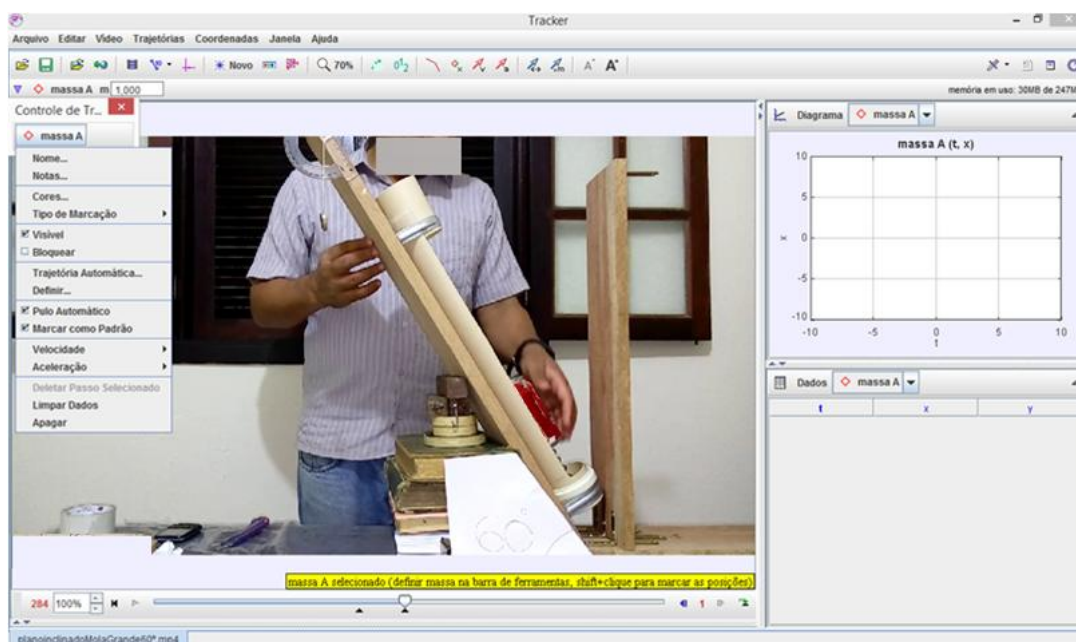 Tracker
Arquivo Editar Vídeo Trajetórias Coordenadas Janela Ajuda
Novo 70%
massa A m 1,000
memória em uso: 30MB de 247M
Controle de Tr...
massa A
Nome...
Notas...
Cores...
Tipo de Marcação
Visível
Bloquear
Trajetória Automática...
Definir...
Pulo Automático
Marcar como Padrão
Velocidade
Aceleração
Deletar Passo Selecionado
Limpar Dados
Apagar
60°
massa A selecionado (definir massa na barra de ferramentas, shift+clique para marcar as posições)
284 100% 1
planoinclinadoMolaGrande60°.mp4
Diagrama massa A
massa A (t, x)
10
5
0
-5
-10
x
-10 -5 0 5 10
t
Dados massa A
t x y